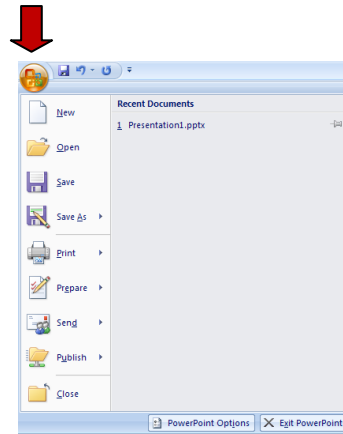 Recent Documents
New
1 Presentation1.pptx
Open
Save
Save As
Print
Prepare
Send
Publish
Close
PowerPoint Options
Exit PowerPoint